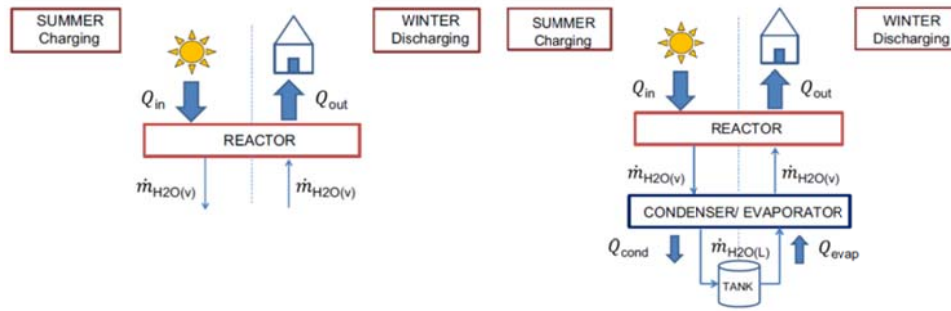 SUMMER
Charging
WINTER
Discharging
Q_in
Q_out
REACTOR
ṁ_H2O(v)
ṁ_H2O(v)
SUMMER
Charging
WINTER
Discharging
Q_in
Q_out
REACTOR
ṁ_H2O(v)
ṁ_H2O(v)
CONDENSER/ EVAPORATOR
Q_cond
ṁ_H2O(L)
Q_evap
TANK